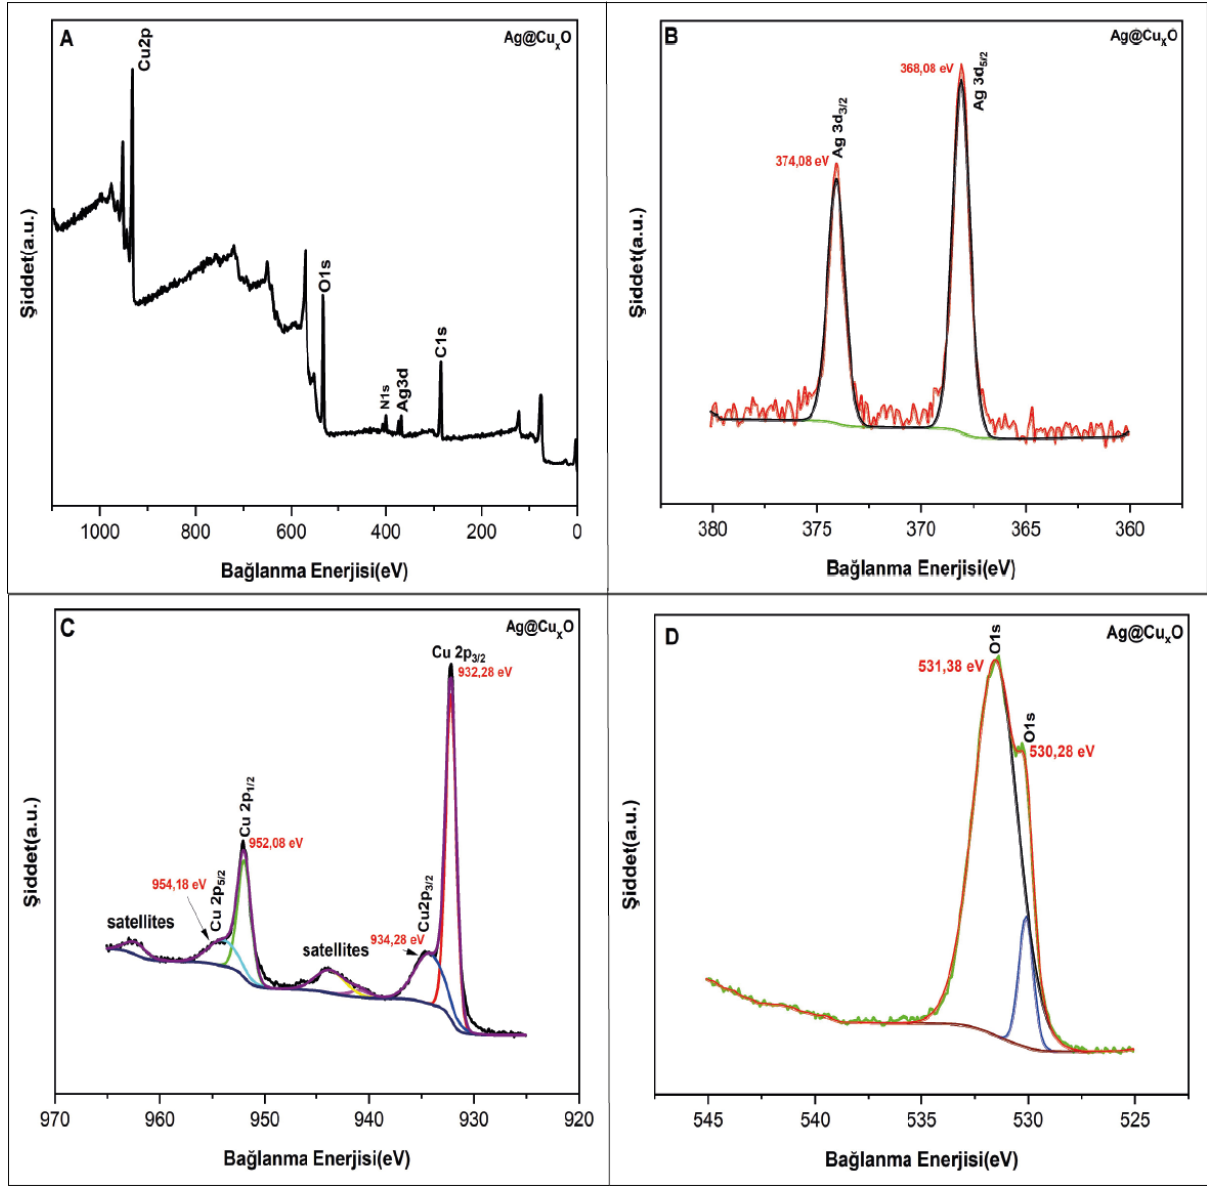 A
Ag@CuxO
Cu2p
O1s
N1s
Ag3d
C1s
Şiddet(a.u.)
1000 800 600 400 200 0
Bağlanma Enerjisi(eV)
B
Ag@CuxO
368,08 eV
Ag 3d5/2
Ag 3d3/2
374,08 eV
Şiddet(a.u.)
380 375 370 365 360
Bağlanma Enerjisi(eV)
C
Ag@CuxO
Cu 2p3/2
932,28 eV
Cu 2p1/2
952,08 eV
954,18 eV
Cu 2p5/2
satellites
satellites
Cu2p3/2
934,28 eV
Şiddet(a.u.)
970 960 950 940 930 920
Bağlanma Enerjisi(eV)
D
Ag@CuxO
O1s
531,38 eV
O1s
530,28 eV
Şiddet(a.u.)
545 540 535 530 525
Bağlanma Enerjisi(eV)